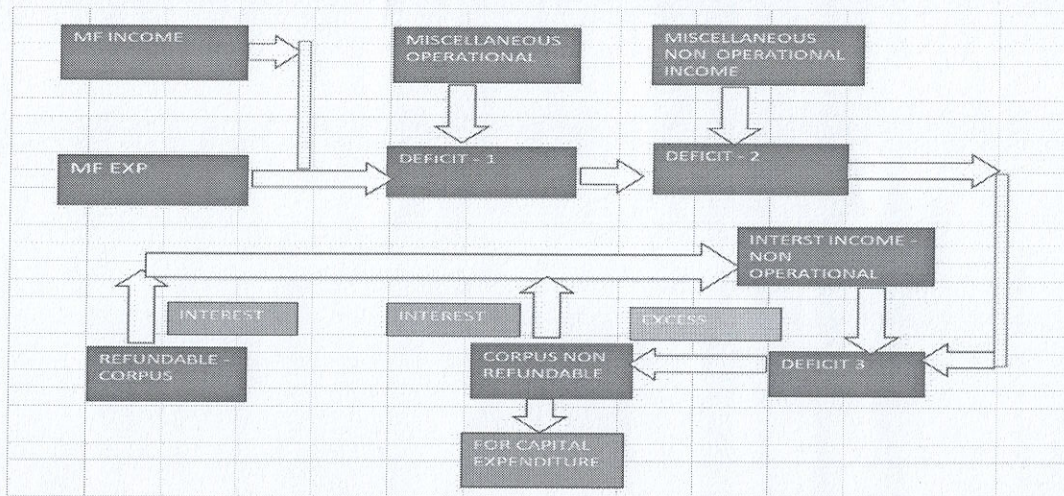 MF INCOME
MISCELLANEOUS
OPERATIONAL
MISCELLANEOUS
NON OPERATIONAL
INCOME
MF EXP
DEFICIT - 1
DEFICIT - 2
INTERST INCOME -
NON
OPERATIONAL
INTEREST
INTEREST
EXCESS
REFUNDABLE -
CORPUS
CORPUS NON
REFUNDABLE
DEFICIT 3
FOR CAPITAL
EXPENDITURE